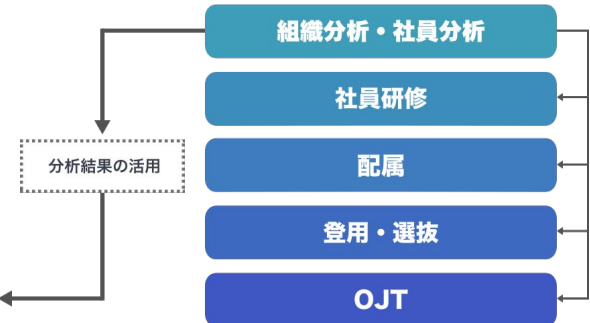 組織分析・社員分析
社員研修
分析結果の活用
配属
登用・選抜
OJT